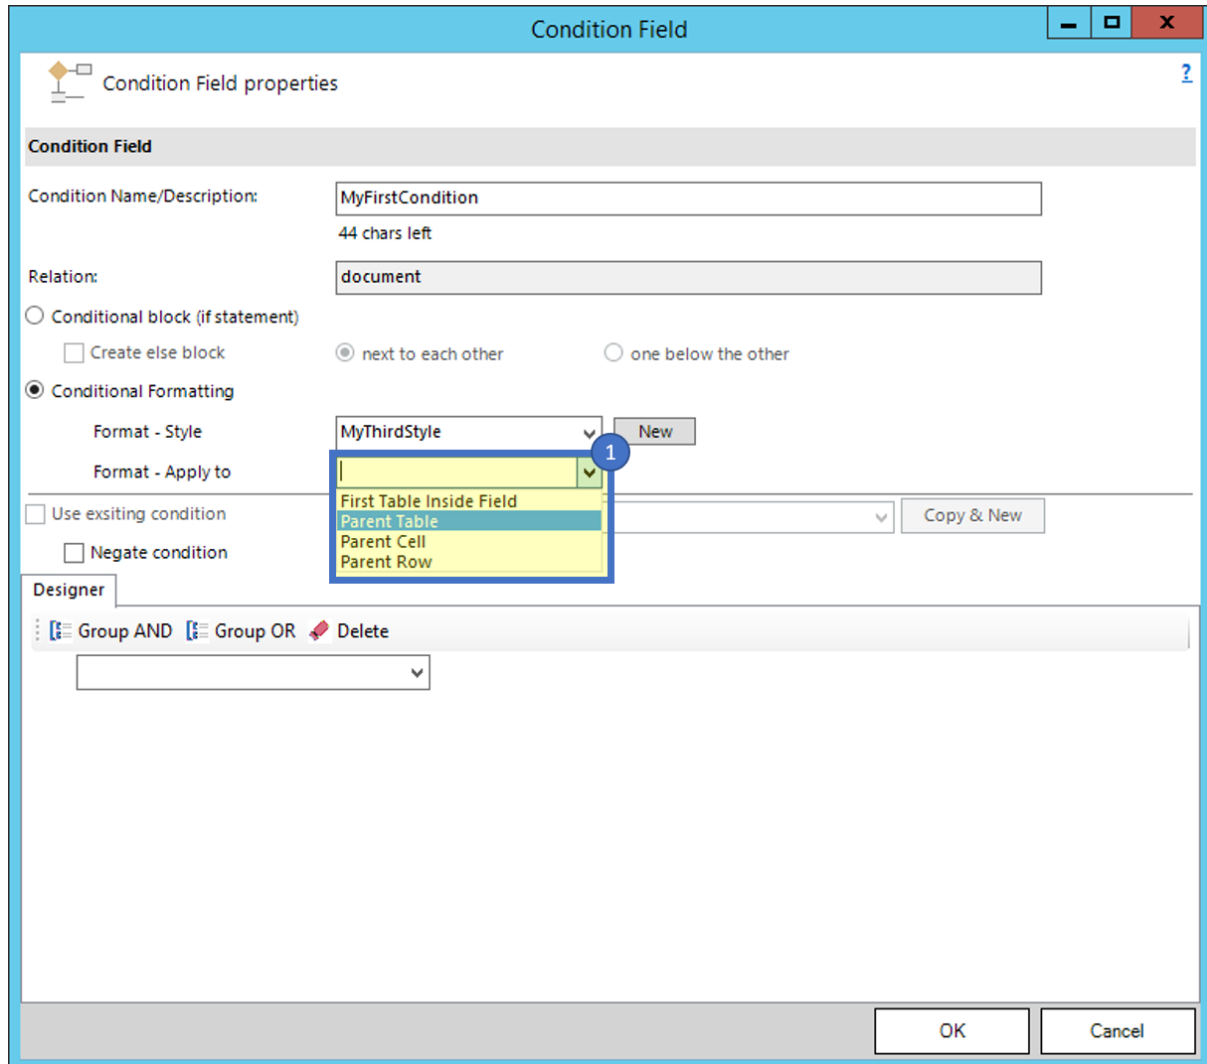 Condition Field
X
Condition Field properties
?
Condition Field
Condition Name/Description:
MyFirstCondition
44 chars left
Relation:
document
Conditional block (if statement)
Create else block
next to each other
one below the other
Conditional Formatting
Format - Style
MyThirdStyle
New
1
Format - Apply to
First Table Inside Field
Parent Table
Parent Cell
Parent Row
Use exsiting condition
Copy & New
Negate condition
Designer
Group AND Group OR Delete
OK
Cancel